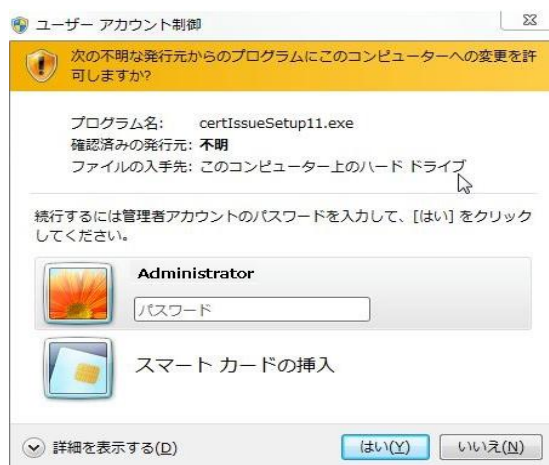 ユーザー アカウント制御
次の不明な発行元からのプログラムにこのコンピューターへの変更を許
可しますか?
プログラム名: certIssueSetup11.exe
確認済みの発行元: 不明
ファイルの入手先: このコンピューター上のハード ドライブ
続行するには管理者アカウントのパスワードを入力して、[はい] をクリック
してください。
Administrator
パスワード
スマート カードの挿入
詳細を表示する(D)
はい(Y)
いいえ(N)